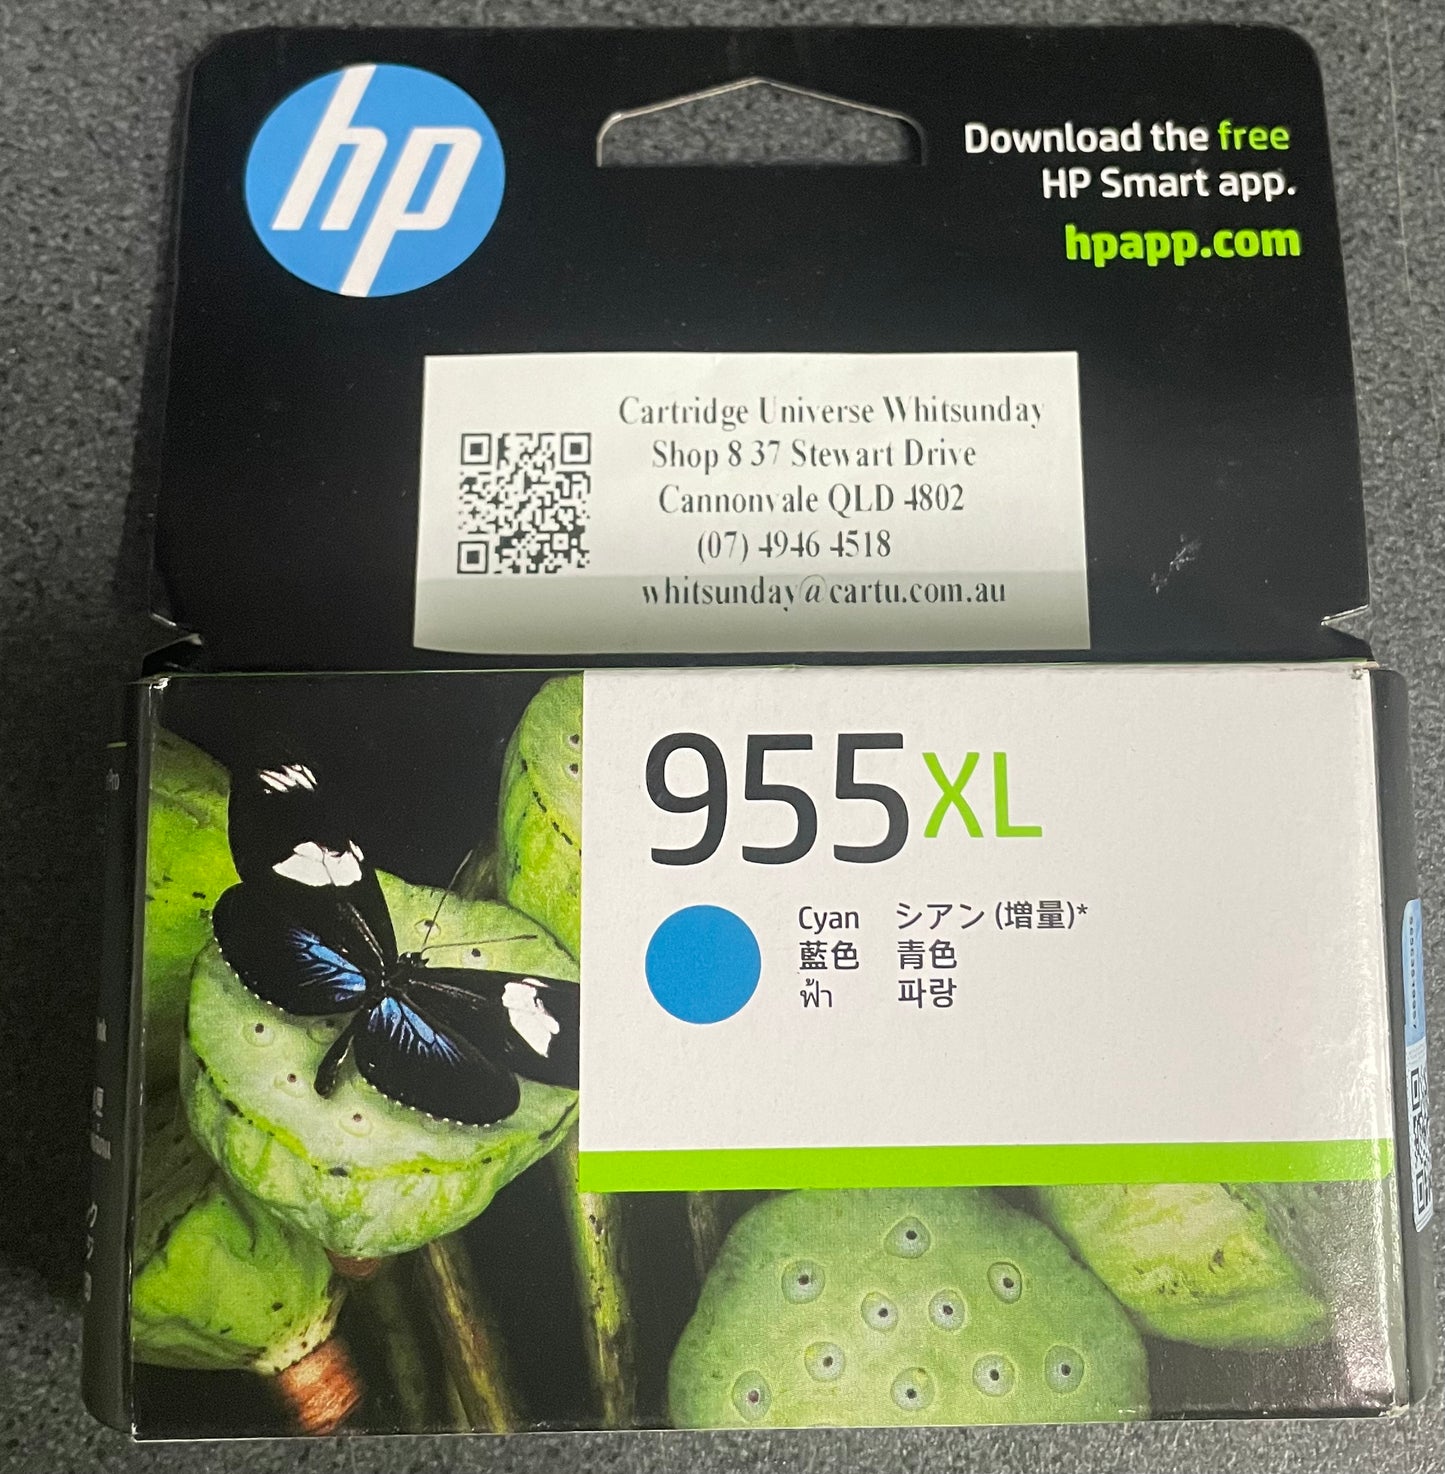 hp
Download the free
HP Smart app.
hpapp.com
Cartridge Universe Whitsunday
Shop 8 37 Stewart Drive
Cannonvale QLD 4802
(07) 4946 4518
whitsunday@cartu.com.au
955XL
Cyan シアン (増量)*
藍色 青色
ฟ้า 파랑